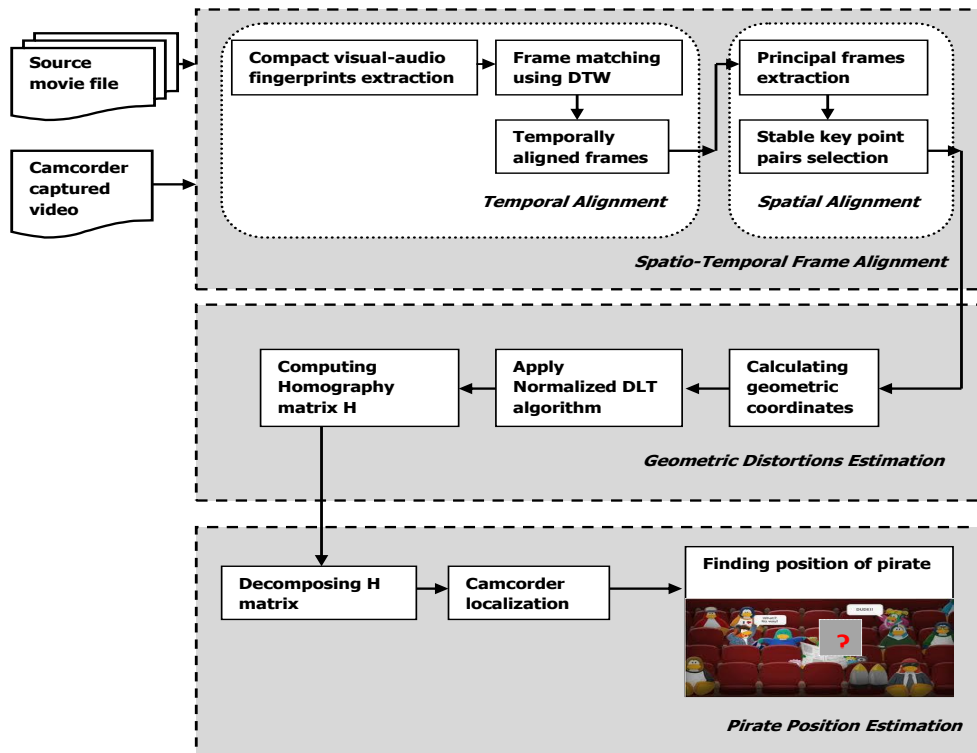 Source
movie file
Camcorder
captured
video
Compact visual-audio
fingerprints extraction
Frame matching
using DTW
Temporally
aligned frames
Temporal Alignment
Principal frames
extraction
Stable key point
pairs selection
Spatial Alignment
Spatio-Temporal Frame Alignment
Computing
Homography
matrix H
Apply
Normalized DLT
algorithm
Calculating
geometric
coordinates
Geometric Distortions Estimation
Decomposing H
matrix
Camcorder
localization
Finding position of pirate
?
Pirate Position Estimation